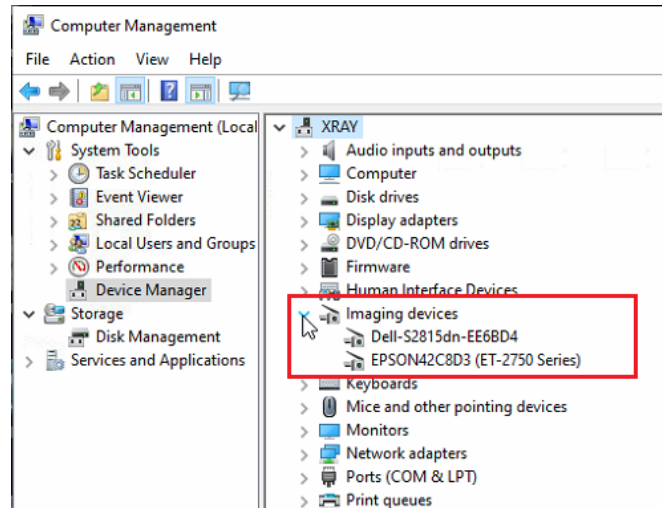 Computer Management
File Action View Help
Computer Management (Local
System Tools
Task Scheduler
Event Viewer
Shared Folders
Local Users and Groups
Performance
Device Manager
Storage
Disk Management
Services and Applications
XRAY
Audio inputs and outputs
Computer
Disk drives
Display adapters
DVD/CD-ROM drives
Firmware
Human Interface Devices
Imaging devices
Dell-S2815dn-EE6BD4
EPSON42C8D3 (ET-2750 Series)
Keyboards
Mice and other pointing devices
Monitors
Network adapters
Ports (COM & LPT)
Print queues